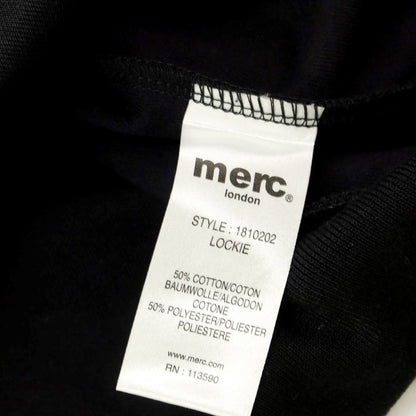 merc®
london
STYLE : 1810202
LOCKIE
50% COTTON/COTON
BAUMWOLLE/ALGODON
COTONE
50% POLYESTER/POLIESTER
POLIESTERE
www.merc.com
RN : 113590